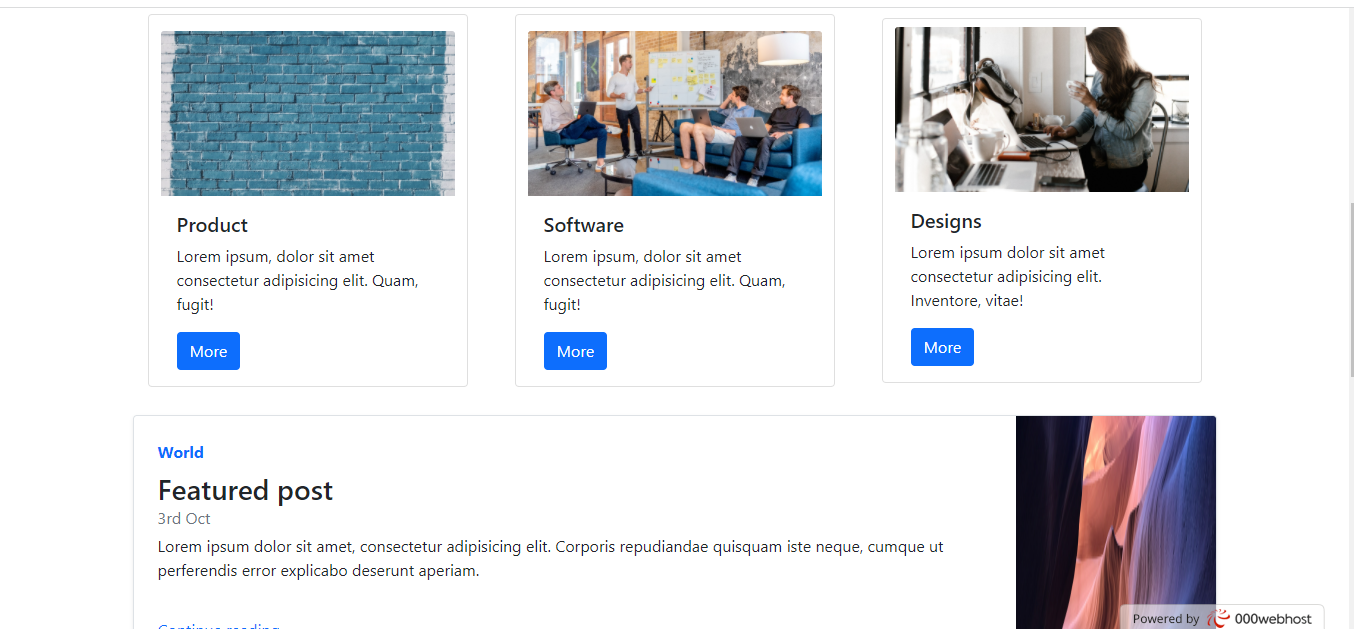 Product
Lorem ipsum, dolor sit amet
consectetur adipisicing elit. Quam,
fugit!
More
Software
Lorem ipsum, dolor sit amet
consectetur adipisicing elit. Quam,
fugit!
More
Designs
Lorem ipsum dolor sit amet
consectetur adipisicing elit.
Inventore, vitae!
More
World
Featured post
3rd Oct
Lorem ipsum dolor sit amet, consectetur adipisicing elit. Corporis repudiandae quisquam iste neque, cumque ut
perferendis error explicabo deserunt aperiam.
Continue reading
Powered by 000webhost